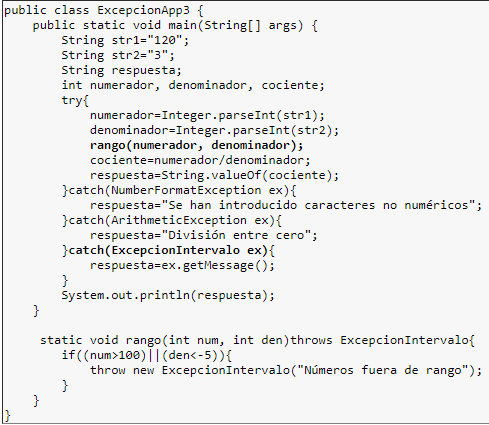 public class ExcepcionApp3 {
    public static void main(String[] args) {
        String str1="120";
        String str2="3";
        String respuesta;
        int numerador, denominador, cociente;
        try{
            numerador=Integer.parseInt(str1);
            denominador=Integer.parseInt(str2);
            rango(numerador, denominador);
            cociente=numerador/denominador;
            respuesta=String.valueOf(cociente);
        }catch(NumberFormatException ex){
            respuesta="Se han introducido caracteres no numéricos";
        }catch(ArithmeticException ex){
            respuesta="División entre cero";
        }catch(ExcepcionIntervalo ex){
            respuesta=ex.getMessage();
        }
        System.out.println(respuesta);
    }

     static void rango(int num, int den)throws ExcepcionIntervalo{
        if((num>100)||(den<-5)){
            throw new ExcepcionIntervalo("Números fuera de rango");
        }
    }
}